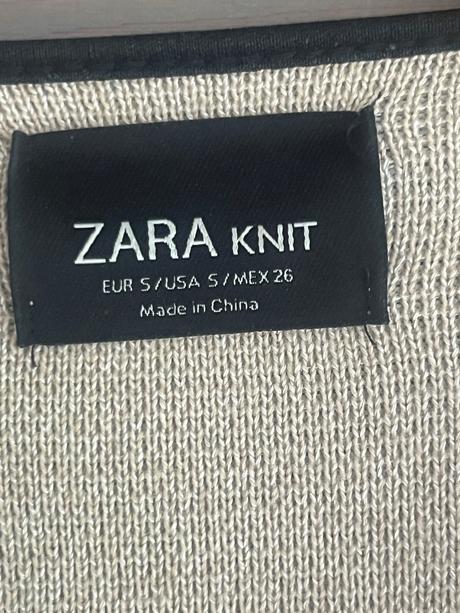 ZARA KNIT
EUR S/USA S/MEX 26
Made in China